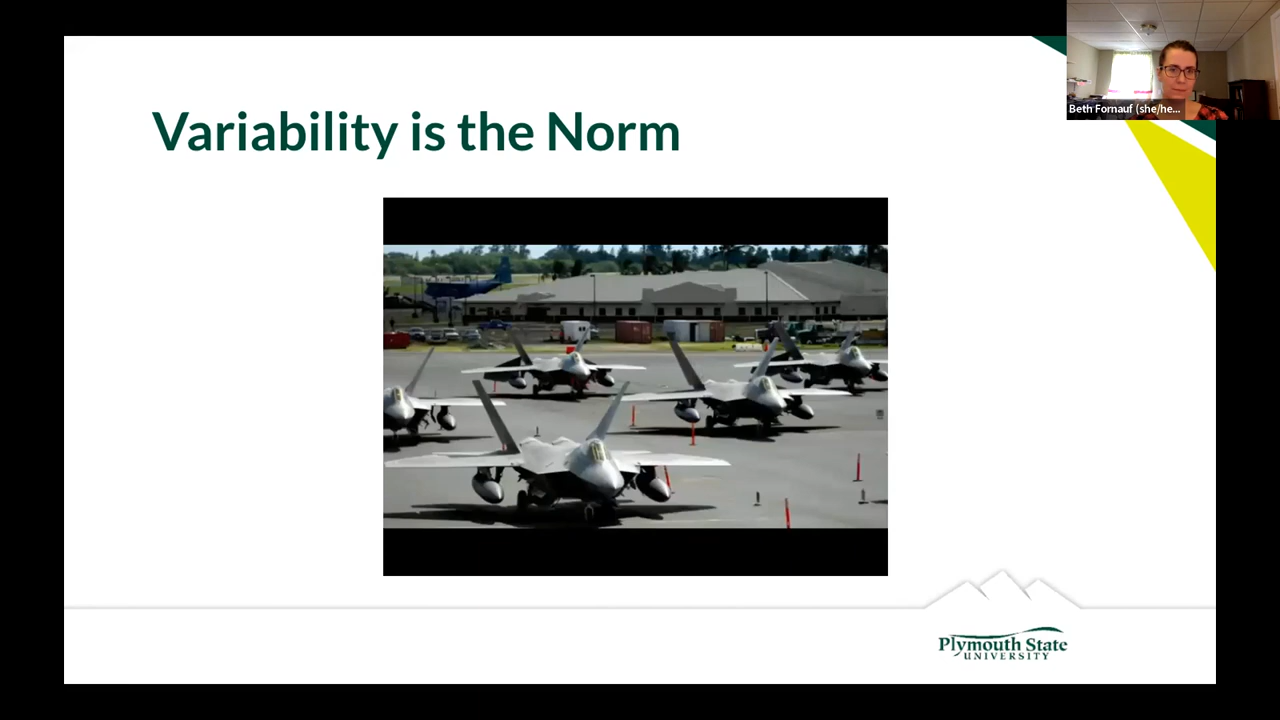 Beth Fornauf (she/he...
Variability is the Norm
Plymouth State
UNIVERSITY